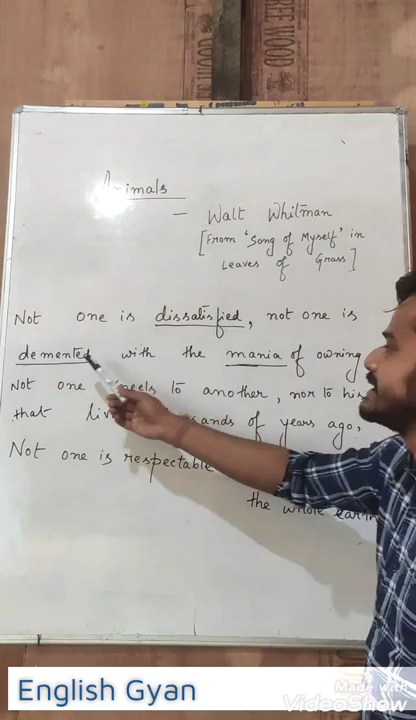 Animals
— Walt Whitman
[From 'Song of Myself' in
Leaves of Grass]
Not one is dissatisfied, not one is
demented with the mania of owning
Not one kneels to another, nor to his
that of years ago,
Not one is respectable
the whole earth
English Gyan
Made with
VideoShow